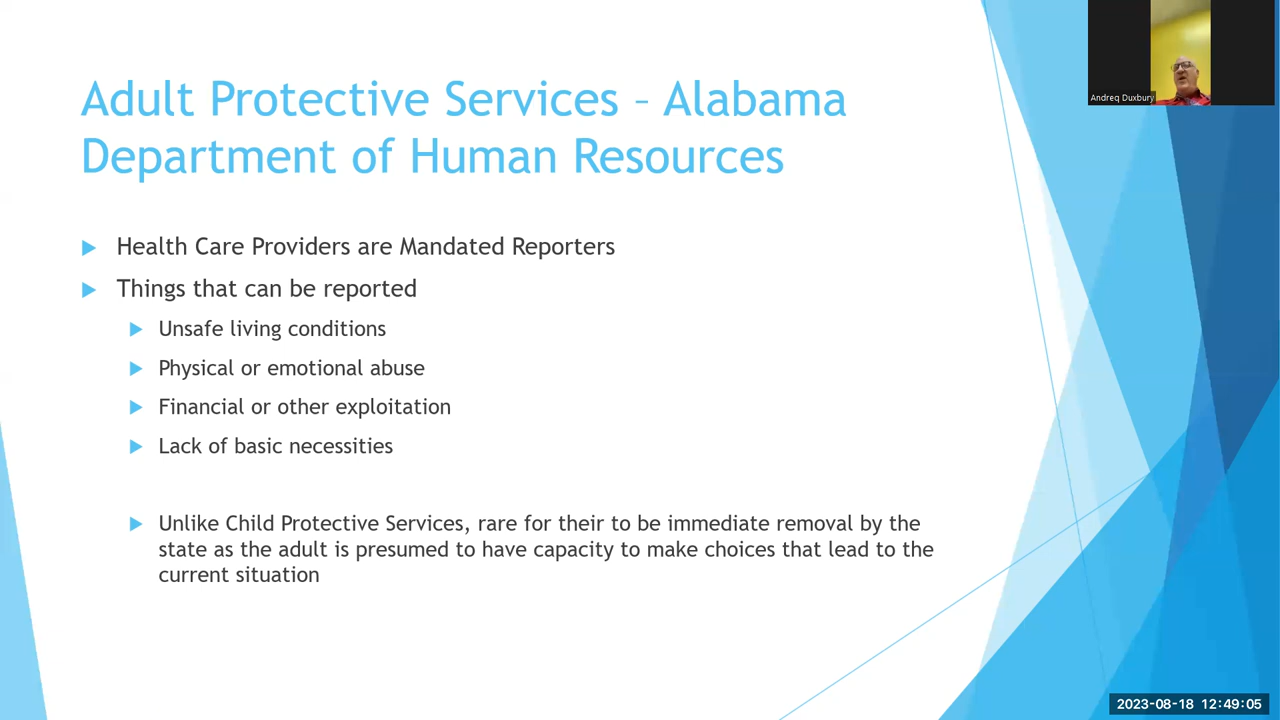 Adult Protective Services – Alabama
Department of Human Resources
Health Care Providers are Mandated Reporters
Things that can be reported
Unsafe living conditions
Physical or emotional abuse
Financial or other exploitation
Lack of basic necessities
Unlike Child Protective Services, rare for their to be immediate removal by the
state as the adult is presumed to have capacity to make choices that lead to the
current situation
Andreq Duxbury
2023-08-18 12:49:05